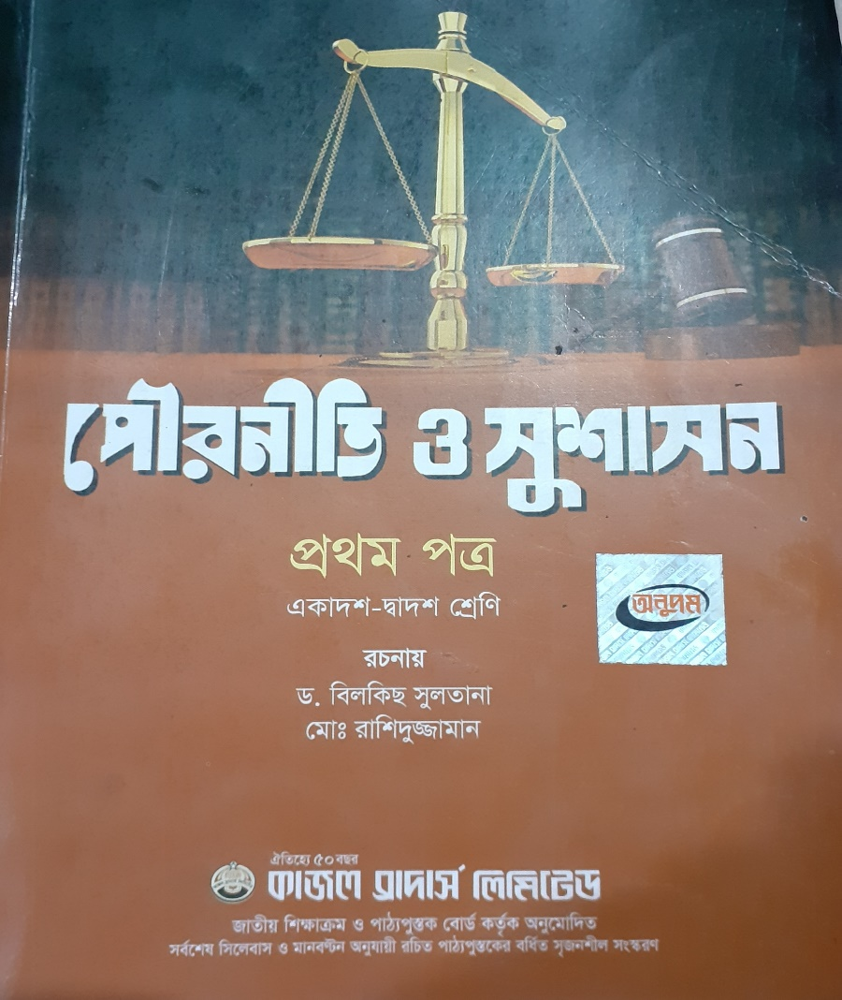 পৌরনীতি ও সুশাসন
প্রথম পত্র
একাদশ-দ্বাদশ শ্রেণি
অনুপম
রচনায়
ড. বিলকিছ সুলতানা
মোঃ রাশিদুজ্জামান
ঐতিহ্যে ৫০ বছর
কাজল ব্রাদার্স লিমিটেড
জাতীয় শিক্ষাক্রম ও পাঠ্যপুস্তক বোর্ড কর্তৃক অনুমোদিত
সর্বশেষ সিলেবাস ও মানবণ্টন অনুযায়ী রচিত পাঠ্যপুস্তকের বর্ধিত সৃজনশীল সংস্করণ